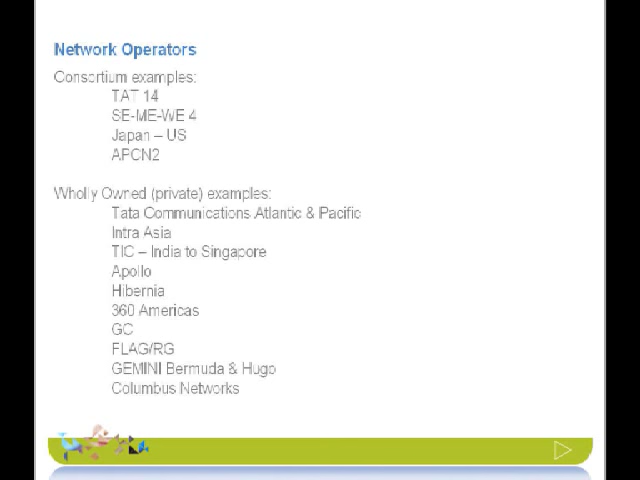 Network Operators
Consortium examples:
TAT 14
SE-ME-WE 4
Japan – US
APCN2
Wholly Owned (private) examples:
Tata Communications Atlantic & Pacific
Intra Asia
TIC – India to Singapore
Apollo
Hibernia
360 Americas
GC
FLAG/RG
GEMINI Bermuda & Hugo
Columbus Networks